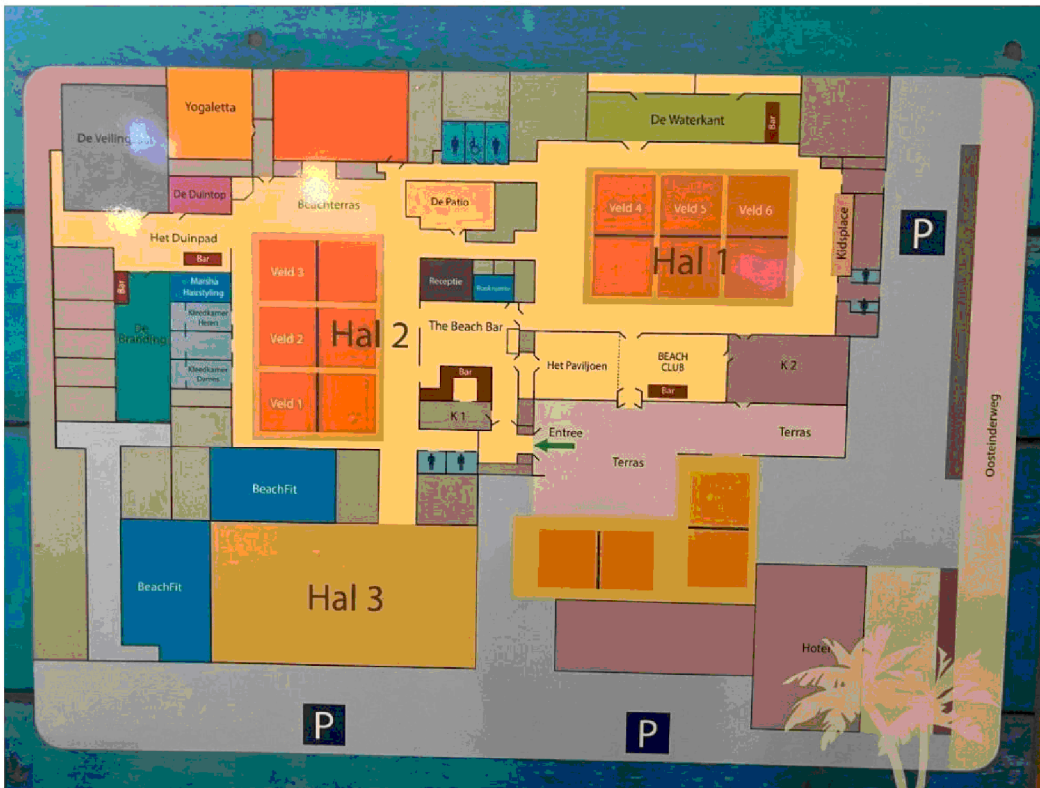 Yogaletta
De Waterkant
Bar
De Veiling
De Duintop
Beachterras
De Patio
Veld 4
Veld 5
Veld 6
Kidsplace
P
Het Duinpad
Bar
Hal 1
Veld 3
Receptie
Bar
Marsha
Hairstyling
Kleedkamer
Heren
De
Branding
The Beach Bar
Hal 2
Veld 2
Het Paviljoen
BEACH
CLUB
K 2
Kleedkamer
Dames
Bar
Bar
Veld 1
K 1
Entree
Terras
Terras
Oosteinderweg
BeachFit
BeachFit
Hal 3
Hotel
P
P